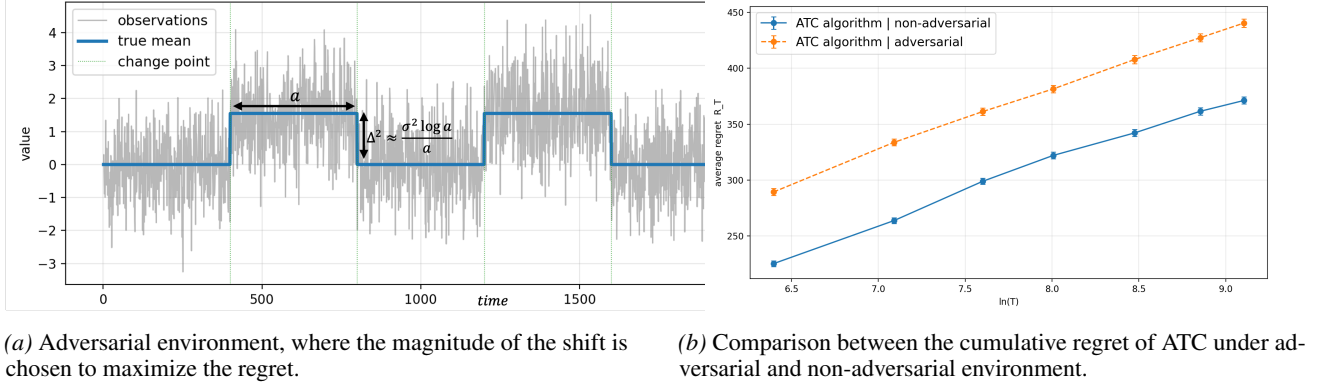 observations
true mean
change point
value
4
3
2
1
0
−1
−2
−3
a
Δ² ≈ σ² log a / a
0
500
1000
1500
time
ATC algorithm | non-adversarial
ATC algorithm | adversarial
average regret R_T
450
400
350
300
250
6.5
7.0
7.5
8.0
8.5
9.0
ln(T)
(a) Adversarial environment, where the magnitude of the shift is
chosen to maximize the regret.
(b) Comparison between the cumulative regret of ATC under ad-
versarial and non-adversarial environment.